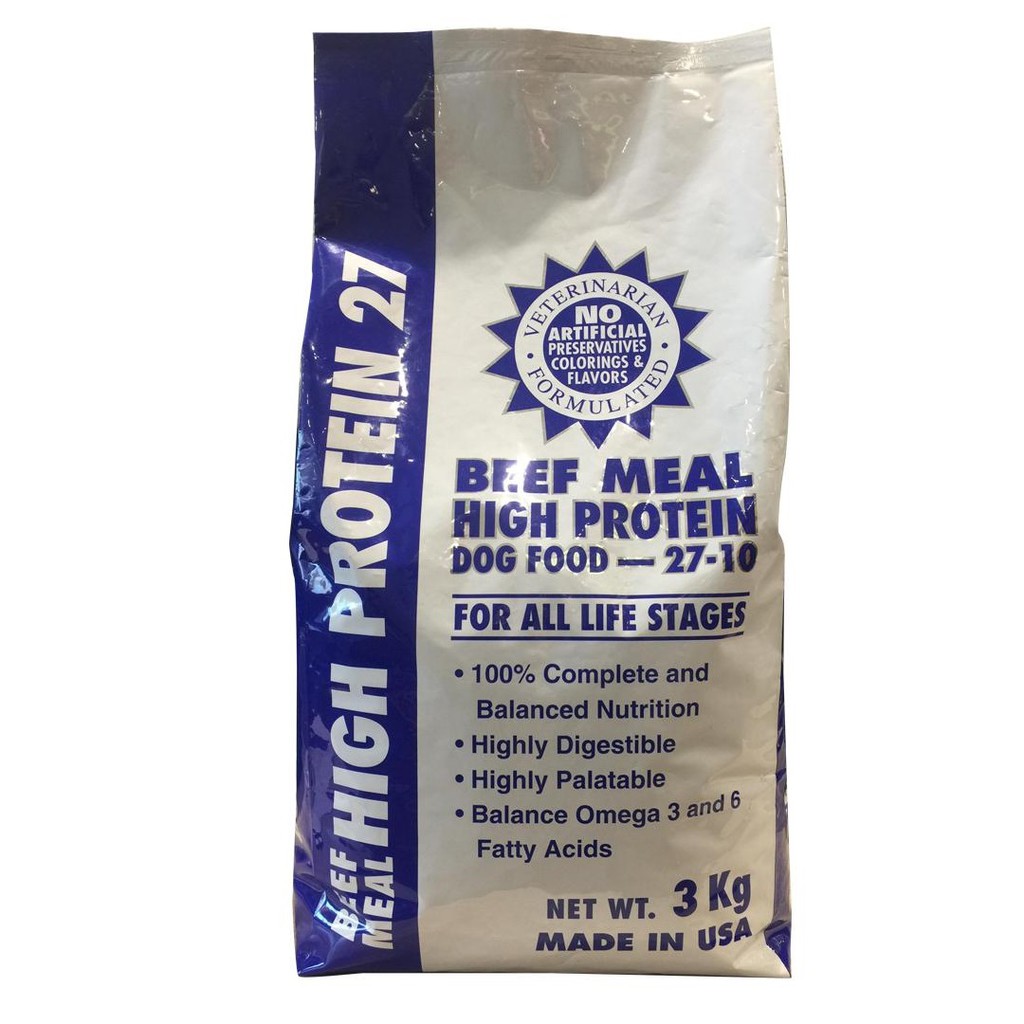 BEEF MEAL HIGH PROTEIN 27
VETERINARIAN
NO
ARTIFICIAL
PRESERVATIVES
COLORINGS &
FLAVORS
FORMULATED
BEEF MEAL
HIGH PROTEIN
DOG FOOD — 27-10
FOR ALL LIFE STAGES
• 100% Complete and
Balanced Nutrition
• Highly Digestible
• Highly Palatable
• Balance Omega 3 and 6
Fatty Acids
NET WT. 3 Kg
MADE IN USA